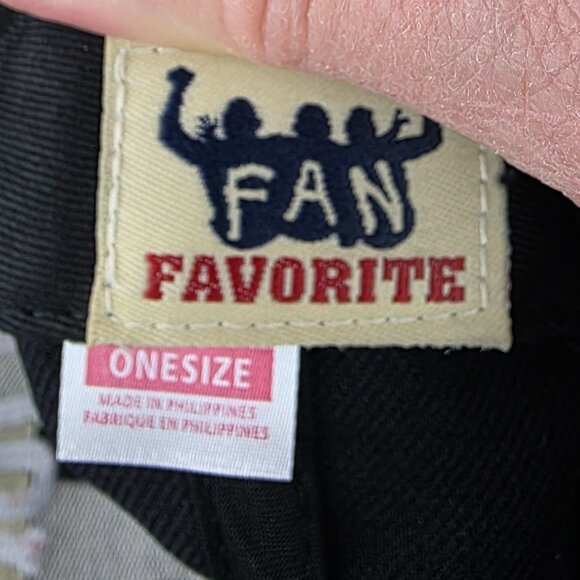 FAN
FAVORITE
ONESIZE
MADE IN PHILIPPINES
FABRIQUE EN PHILIPPINES